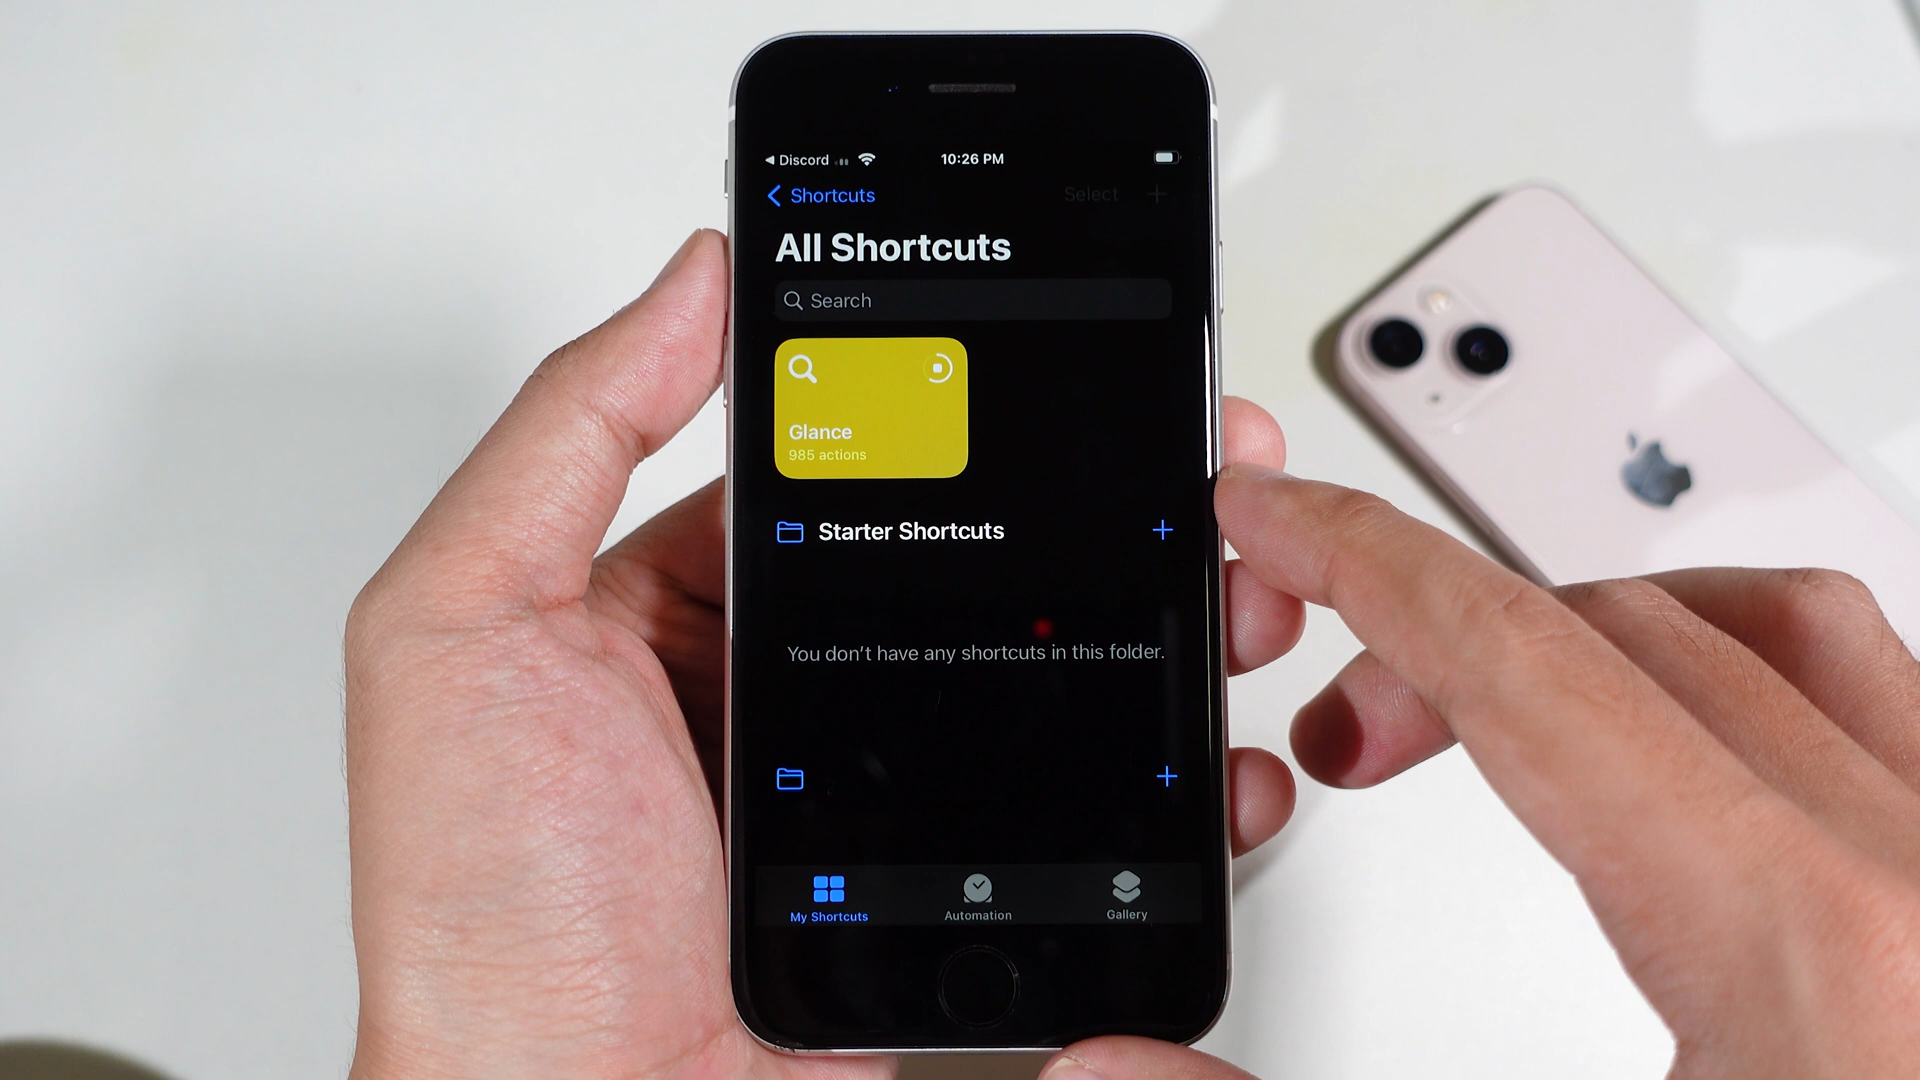 Discord
10:26 PM
Shortcuts
Select
All Shortcuts
Search
Glance
985 actions
Starter Shortcuts
You don't have any shortcuts in this folder.
My Shortcuts
Automation
Gallery